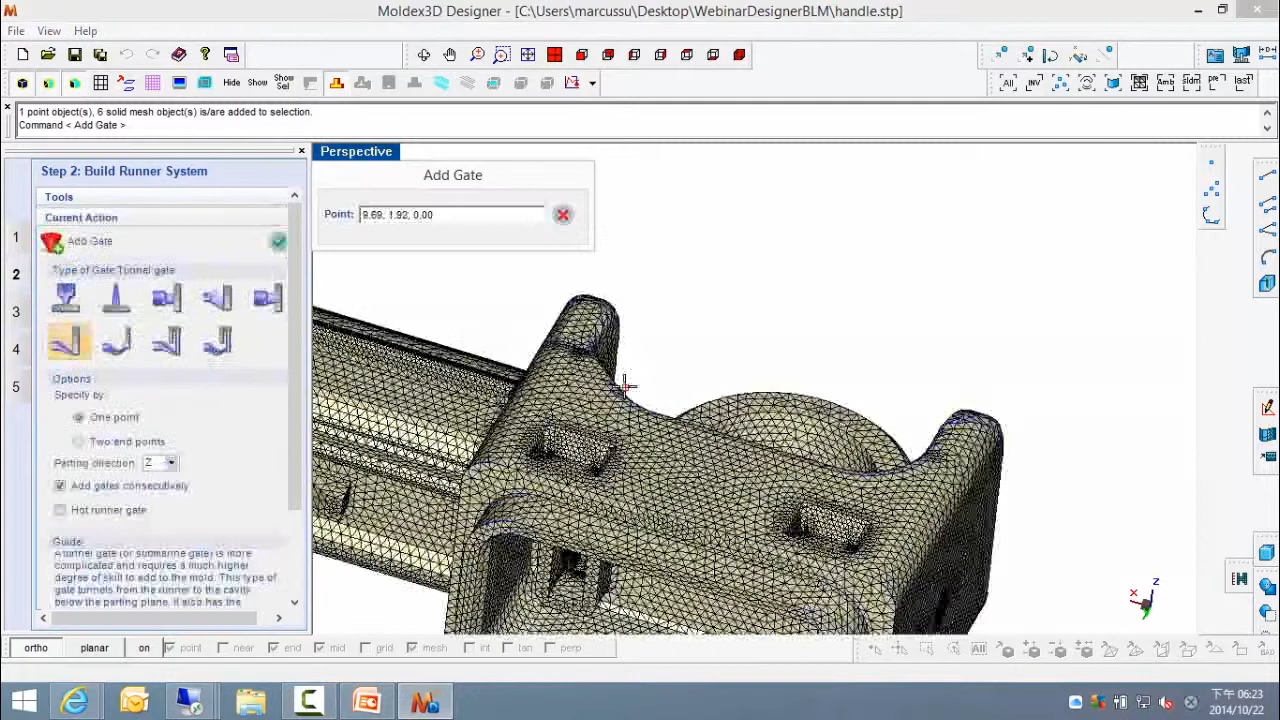 Moldex3D Designer - [C:\Users\marcussu\Desktop\WebinarDesignerBLM\handle.stp]
File View Help
Hide Show Show Sel
1 point object(s), 6 solid mesh object(s) is/are added to selection.
Command < Add Gate >
Step 2: Build Runner System
Perspective
Tools
Add Gate
Current Action
Point: 9.69, 1.92, 0.00
1
Add Gate
Type of Gate Tunnel gate
2
3
4
Options
5
Specify by
One point
Two end points
Parting direction Z
Add gates consecutively
Hot runner gate
Guide
A tunnel gate (or submarine gate) is more
complicated and requires a much higher
degree of skill to add to the mold. This type of
gate tunnels from the runner to the cavity
below the parting plane. It also has the
X Z Y
ortho planar on point near end mid grid mesh int tan perp
All
下午 06:23
2014/10/22